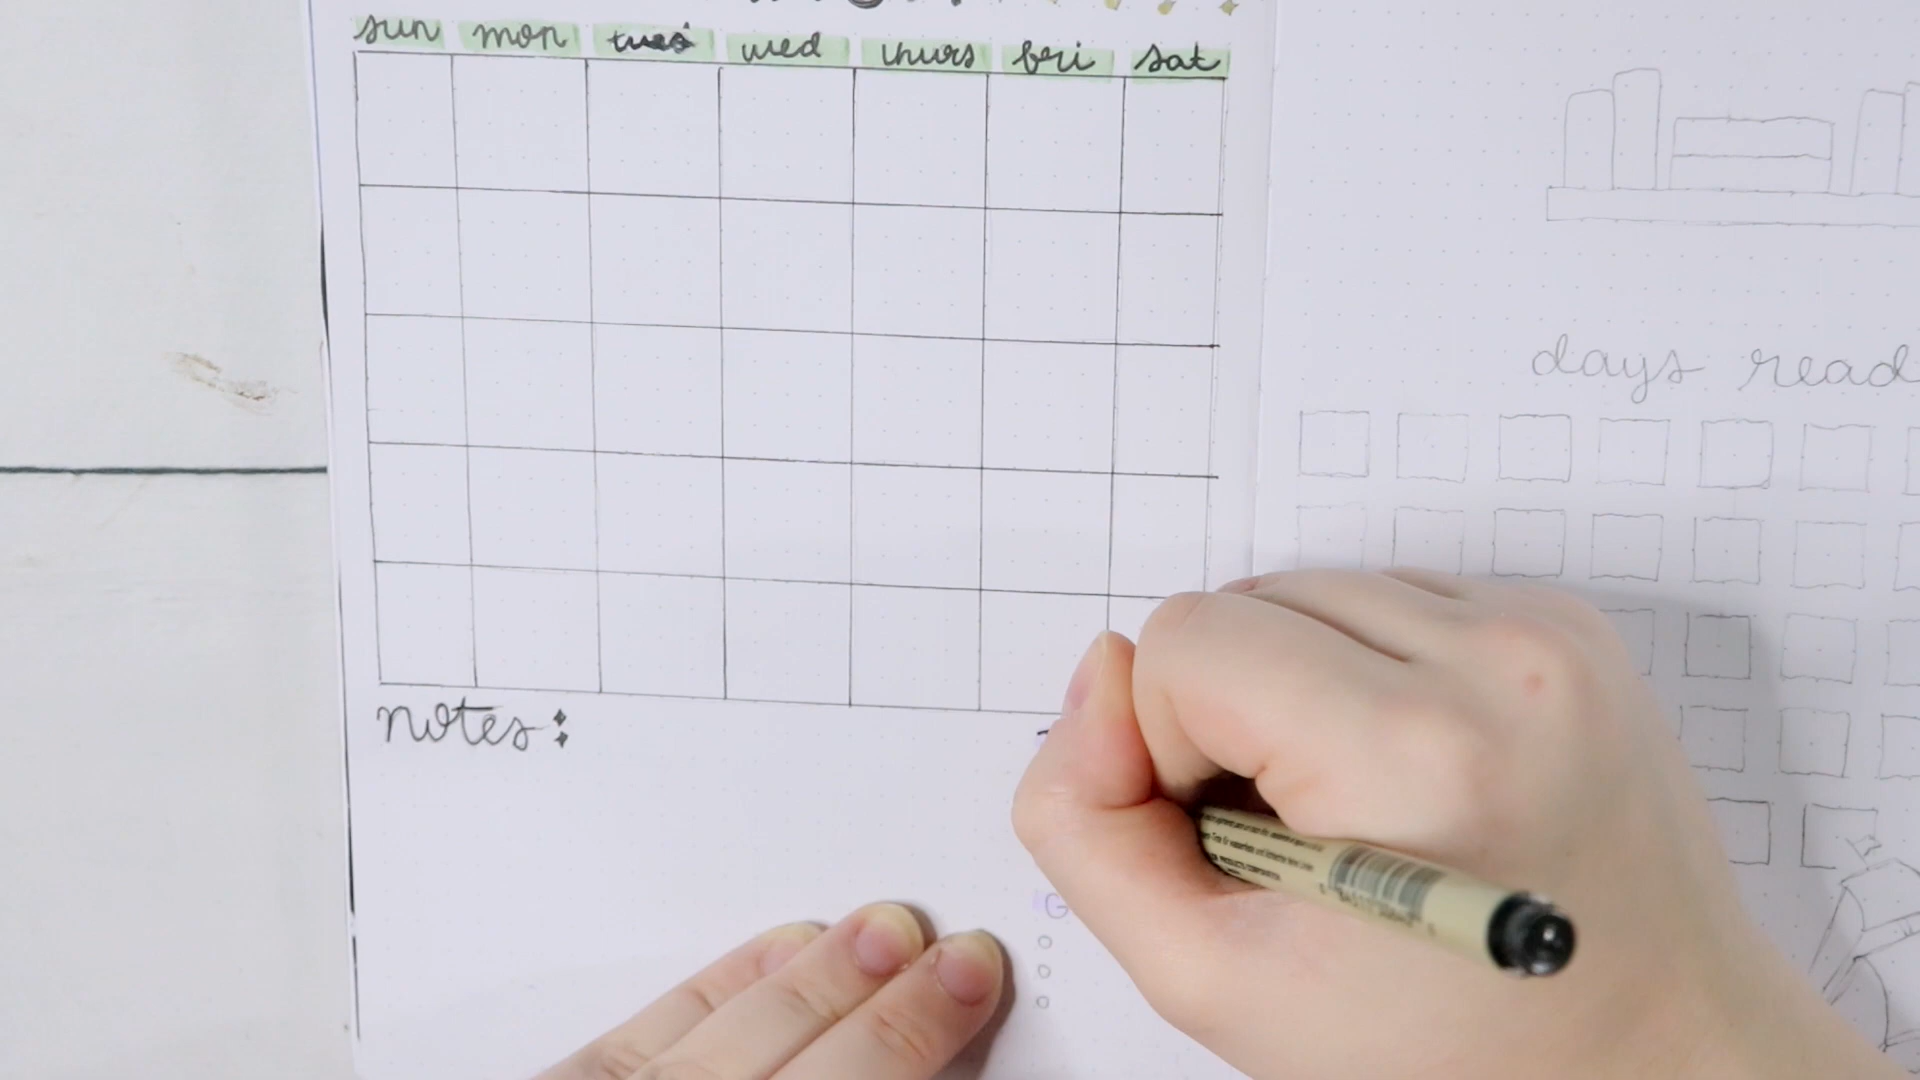 sun mon tues wed thurs fri sat
days read
notes:
G